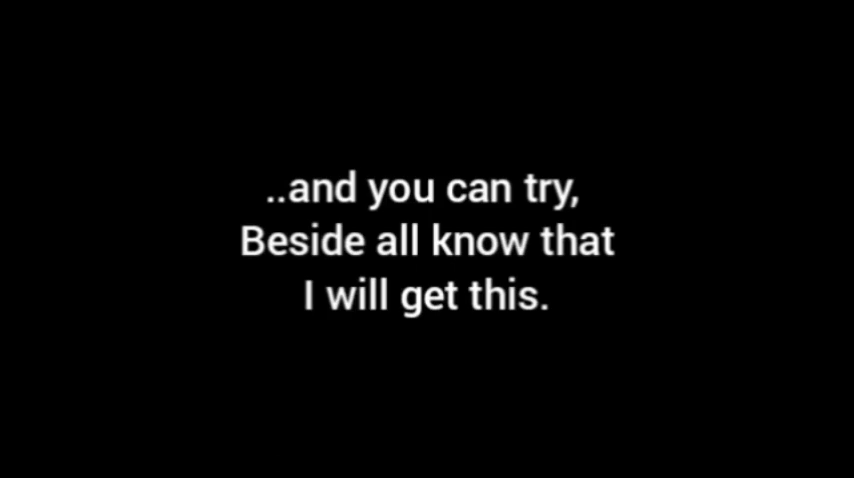 ..and you can try,
Beside all know that
I will get this.